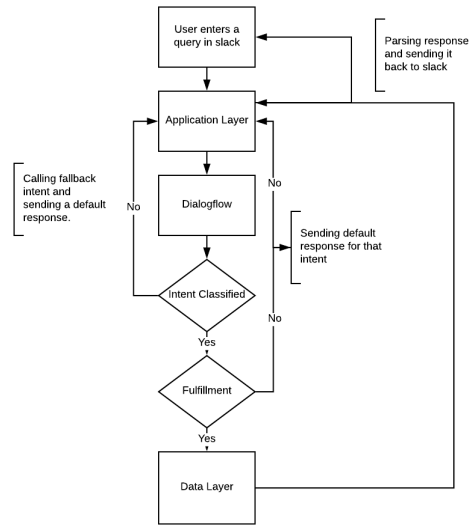 User enters a
query in slack
Parsing response
and sending it
back to slack
Application Layer
Calling fallback
intent and
sending a default
response.
No
No
Dialogflow
Sending default
response for that
intent
Intent Classified
No
Yes
Fulfillment
Yes
Data Layer